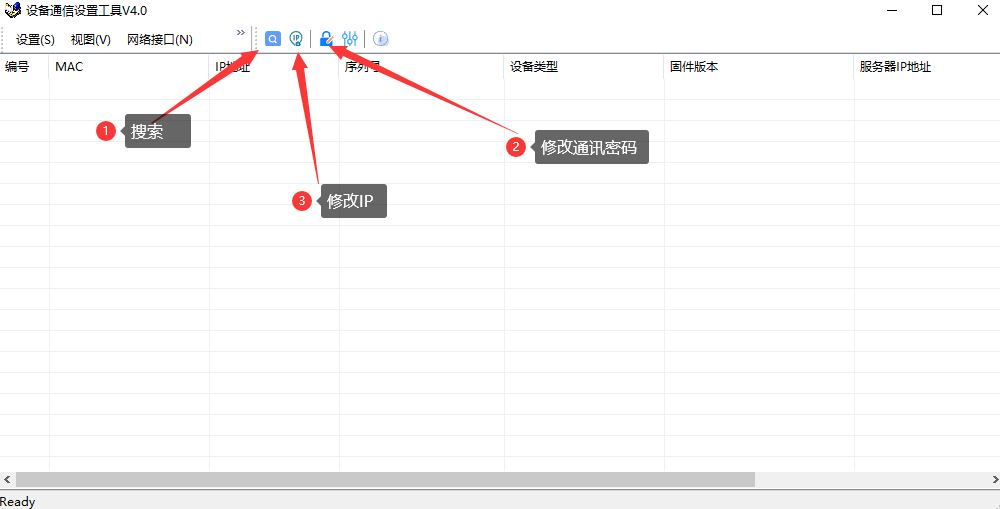 设备通信设置工具V4.0
设置(S) 视图(V) 网络接口(N) »
IP
编号 MAC IP地址 序列号 设备类型 固件版本 服务器IP地址
1 搜索
2 修改通讯密码
3 修改IP
Ready